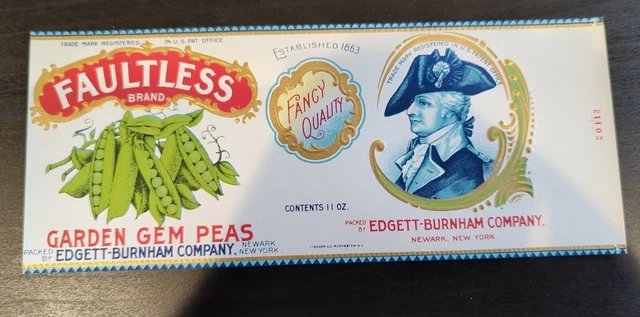 TRADE MARK REGISTERED IN U.S. PAT. OFFICE
FAULTLESS
BRAND
GARDEN GEM PEAS
PACKED BY EDGETT-BURNHAM COMPANY, NEWARK NEW YORK
ESTABLISHED 1863
FANCY
QUALITY
CONTENTS 11 OZ.
TRADE MARK REGISTERED IN U.S. PAT. OFFICE
PACKED BY EDGETT-BURNHAM COMPANY.
NEWARK, NEW YORK.